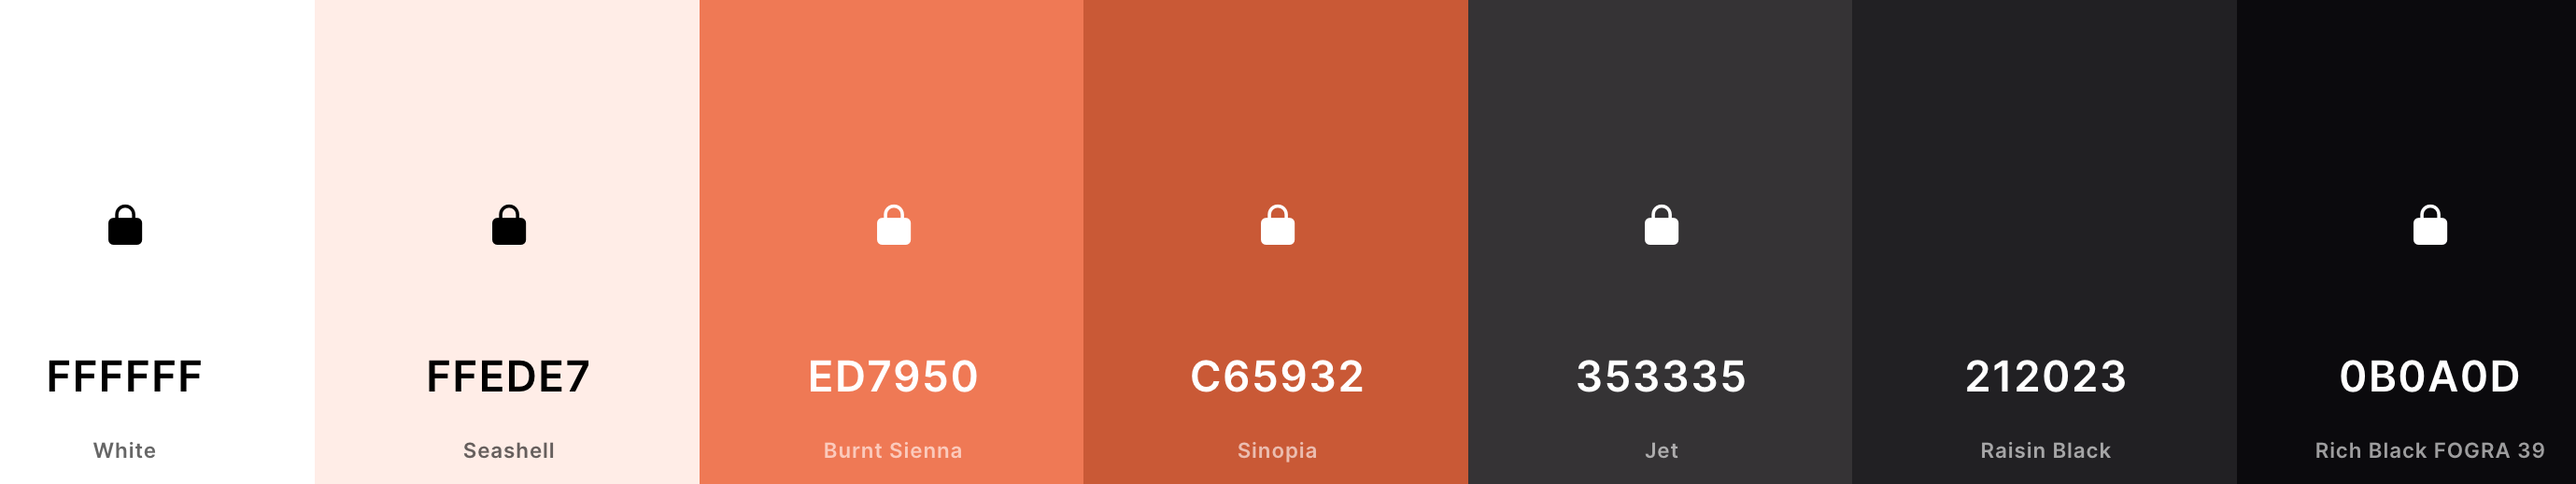 FFFFFF
White
FFEDE7
Seashell
ED7950
Burnt Sienna
C65932
Sinopia
353335
Jet
212023
Raisin Black
0B0A0D
Rich Black FOGRA 39